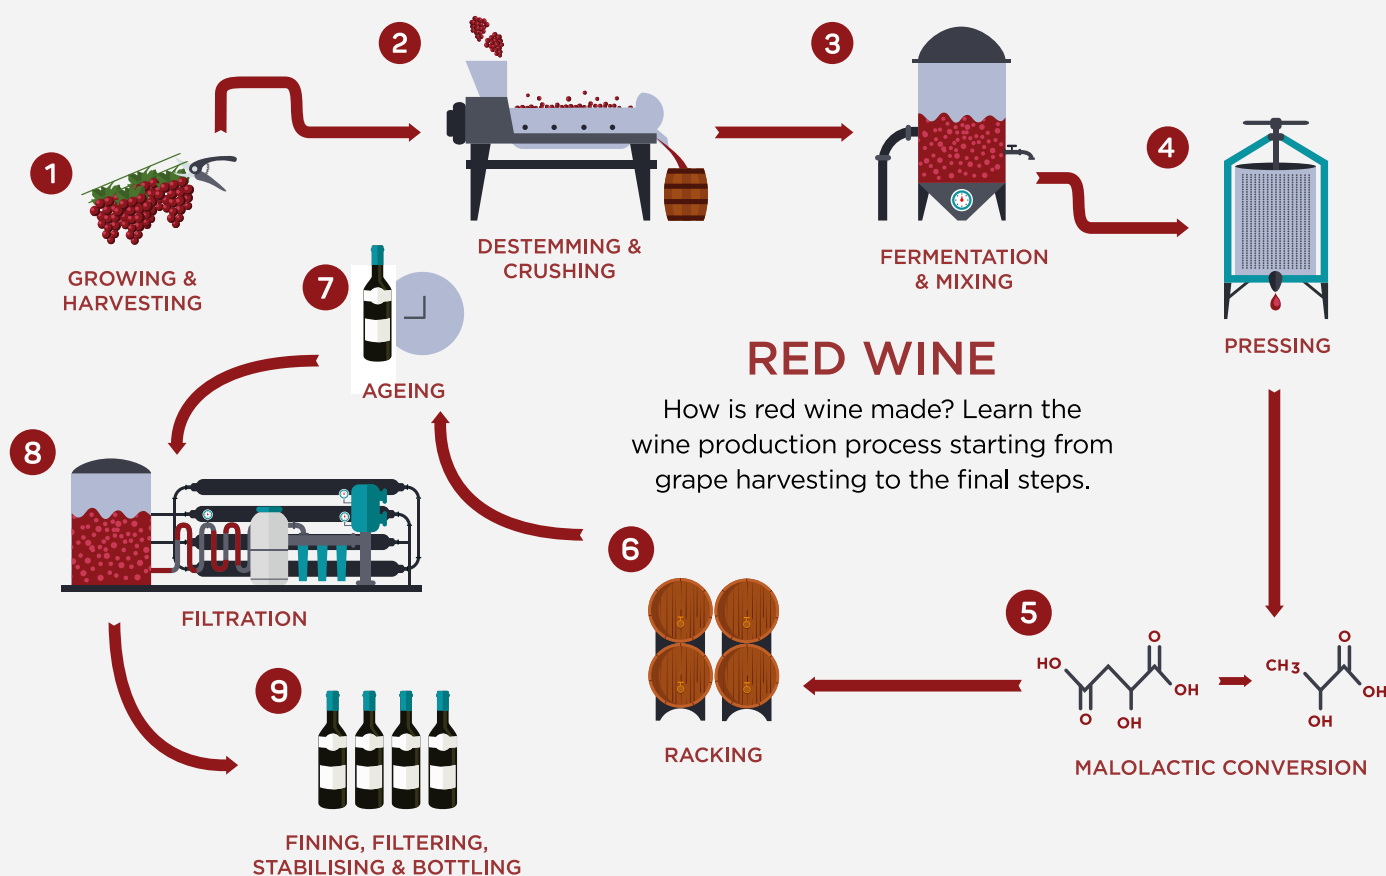 1
GROWING &
HARVESTING
2
DESTEMMING &
CRUSHING
3
FERMENTATION
& MIXING
4
PRESSING
RED WINE
How is red wine made? Learn the
wine production process starting from
grape harvesting to the final steps.
5
HO
O
OH
OH
O
CH3
O
OH
OH
MALOLACTIC CONVERSION
6
RACKING
7
AGEING
8
FILTRATION
9
FINING, FILTERING,
STABILISING & BOTTLING